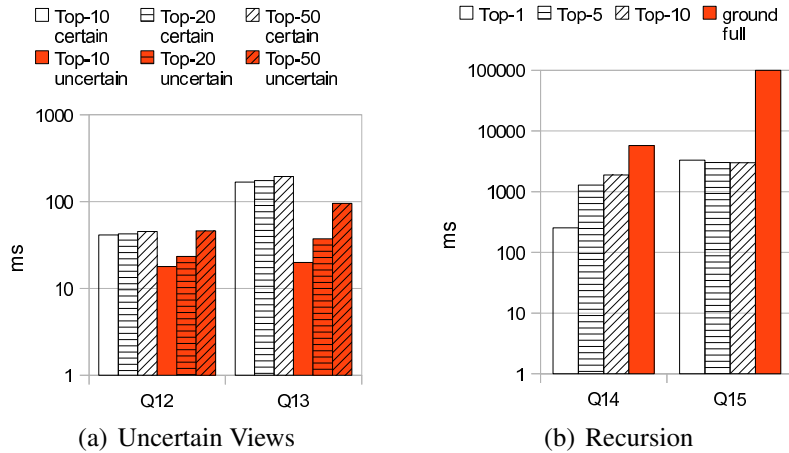 Top-10 certain
Top-20 certain
Top-50 certain
Top-10 uncertain
Top-20 uncertain
Top-50 uncertain
1000
100
10
1
ms
Q12
Q13
(a) Uncertain Views
Top-1
Top-5
Top-10
ground full
100000
10000
1000
100
10
1
ms
Q14
Q15
(b) Recursion